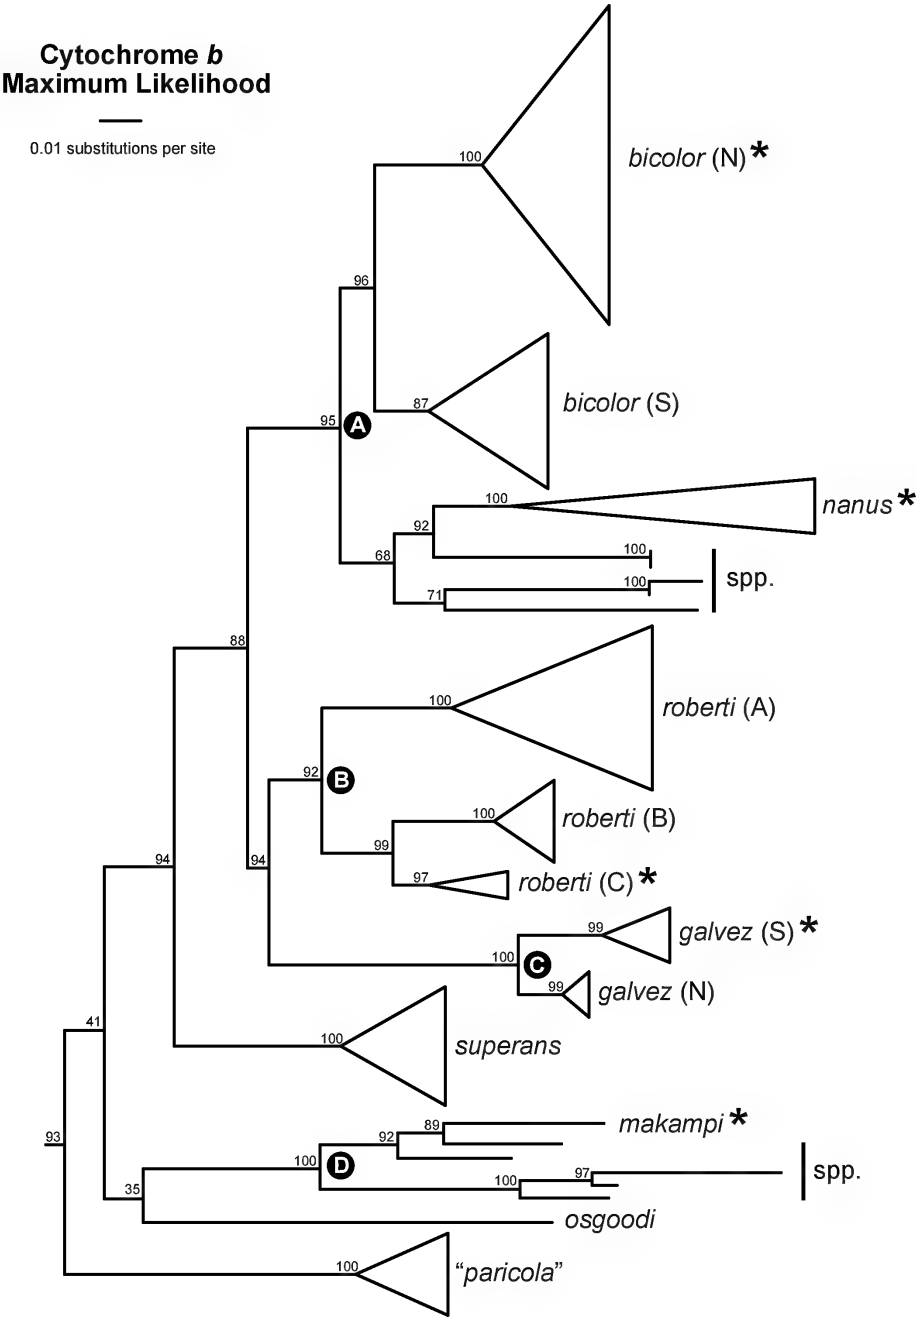 Cytochrome b
Maximum Likelihood
0.01 substitutions per site
100
bicolor (N) *
96
87
bicolor (S)
95
A
100
nanus *
92
100
68
100
spp.
71
88
100
roberti (A)
92
B
100
roberti (B)
99
97
roberti (C) *
94
94
99
galvez (S) *
100
C
99
galvez (N)
41
100
superans
89
makampi *
92
93
100
D
97
spp.
100
35
osgoodi
100
“paricola”